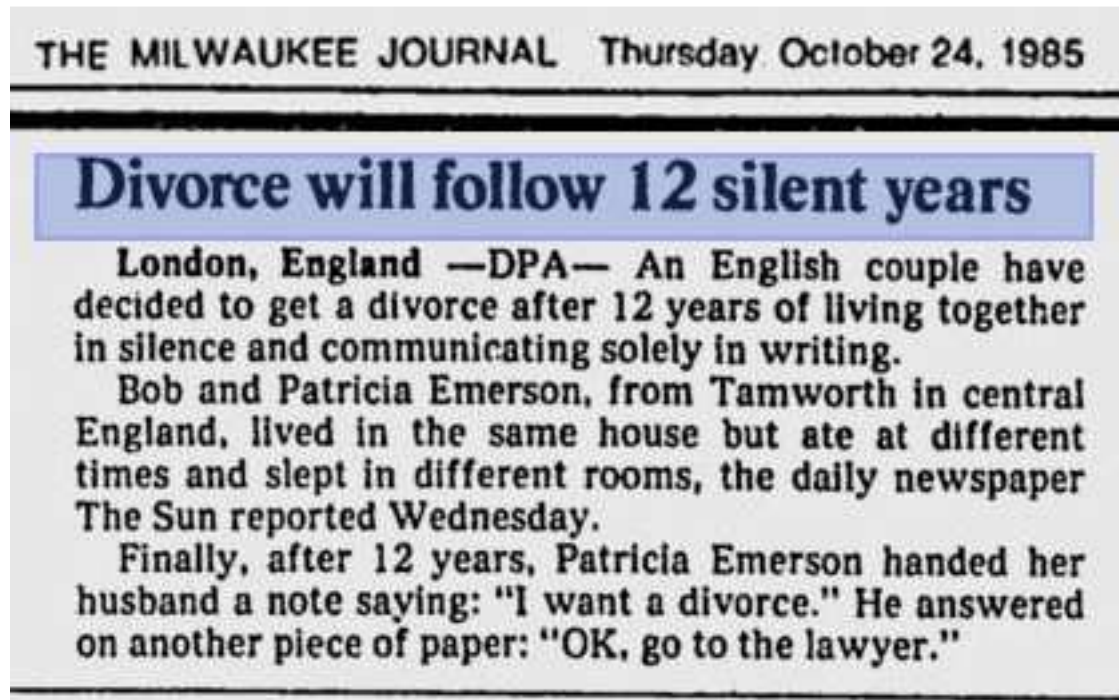 THE MILWAUKEE JOURNAL Thursday October 24, 1985
Divorce will follow 12 silent years
London, England —DPA— An English couple have
decided to get a divorce after 12 years of living together
in silence and communicating solely in writing.
Bob and Patricia Emerson, from Tamworth in central
England, lived in the same house but ate at different
times and slept in different rooms, the daily newspaper
The Sun reported Wednesday.
Finally, after 12 years, Patricia Emerson handed her
husband a note saying: "I want a divorce." He answered
on another piece of paper: "OK, go to the lawyer."